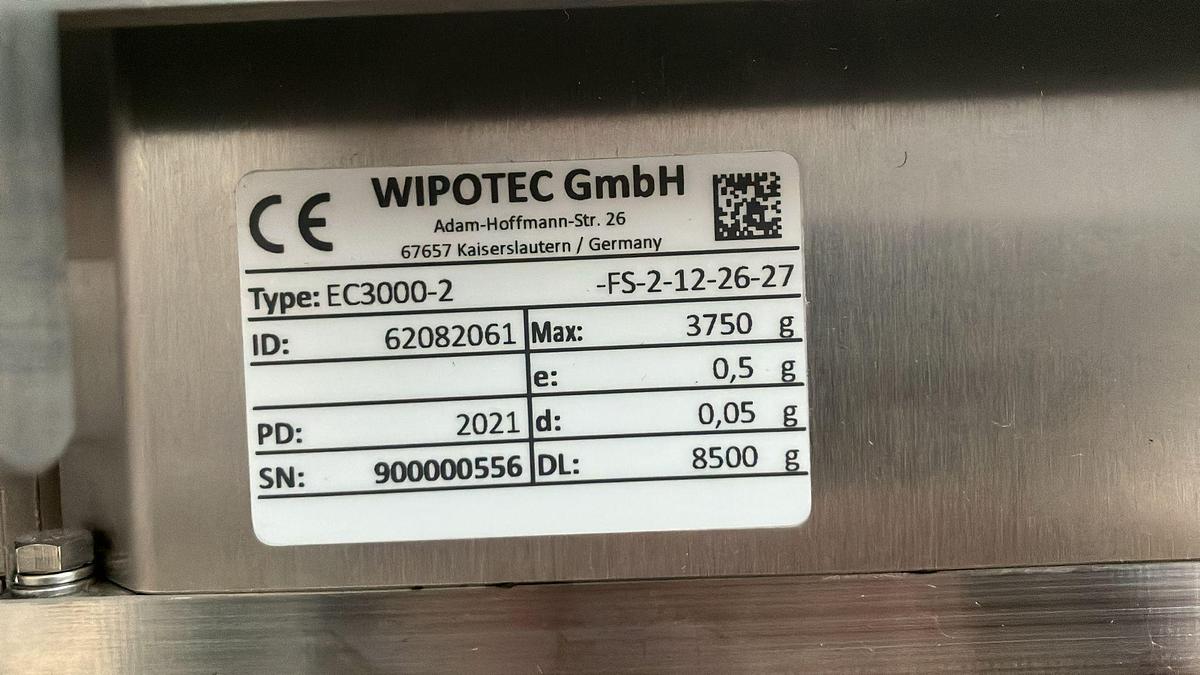 CE WIPOTEC GmbH
Adam-Hoffmann-Str. 26
67657 Kaiserslautern / Germany
Type: EC3000-2 -FS-2-12-26-27
ID: 62082061 Max: 3750 g
e: 0,5 g
PD: 2021 d: 0,05 g
SN: 900000556 DL: 8500 g